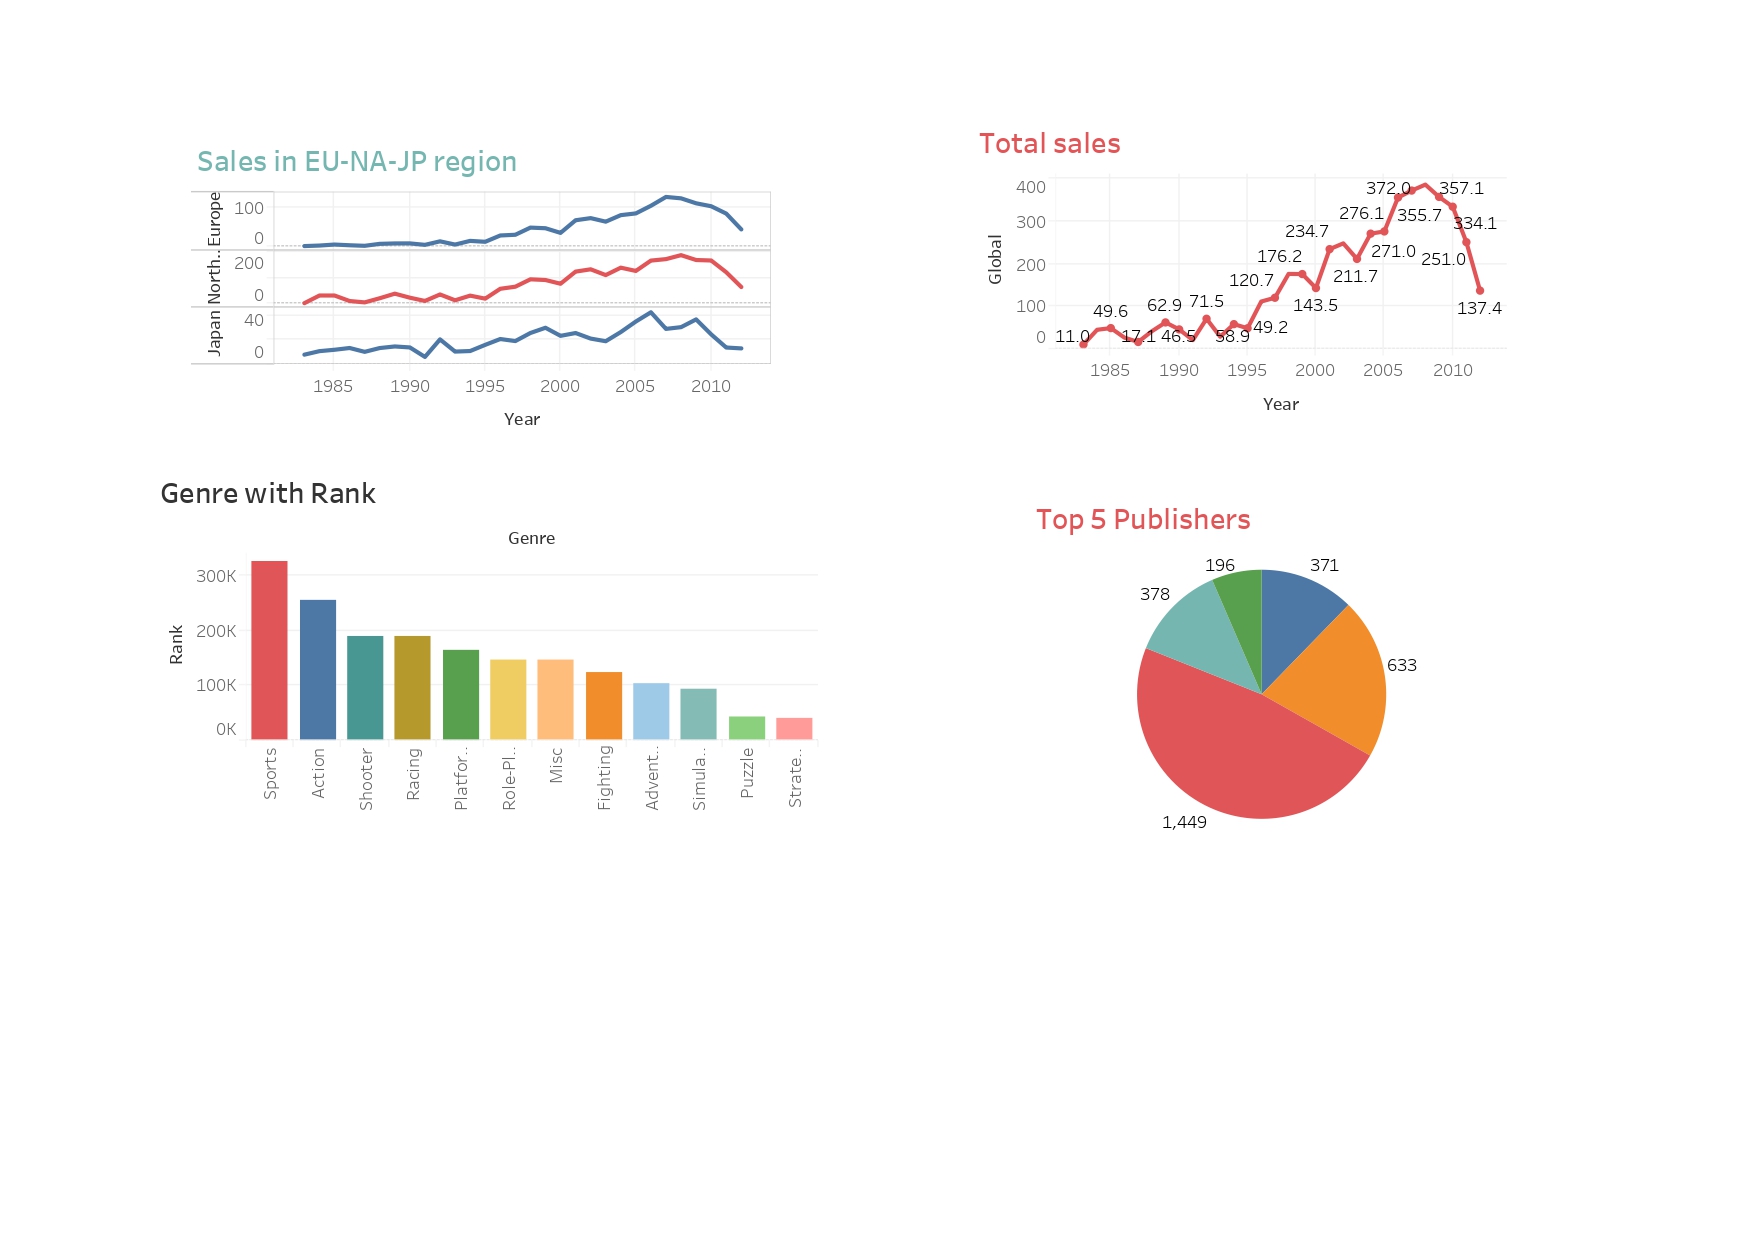 Sales in EU-NA-JP region
Europe
100
0
North..
200
0
Japan
40
0
1985 1990 1995 2000 2005 2010
Year
Total sales
Global
400
300
200
100
0
372.0 357.1
276.1 355.7 334.1
234.7 271.0 251.0
176.2 211.7
120.7 143.5 137.4
49.6 62.9 71.5
11.0 17.1 46.5 58.9 49.2
1985 1990 1995 2000 2005 2010
Year
Genre with Rank
Genre
Rank
300K
200K
100K
0K
Sports
Action
Shooter
Racing
Platfor..
Role-Pl..
Misc
Fighting
Advent..
Simula..
Puzzle
Strate..
Top 5 Publishers
196 371
378
633
1,449